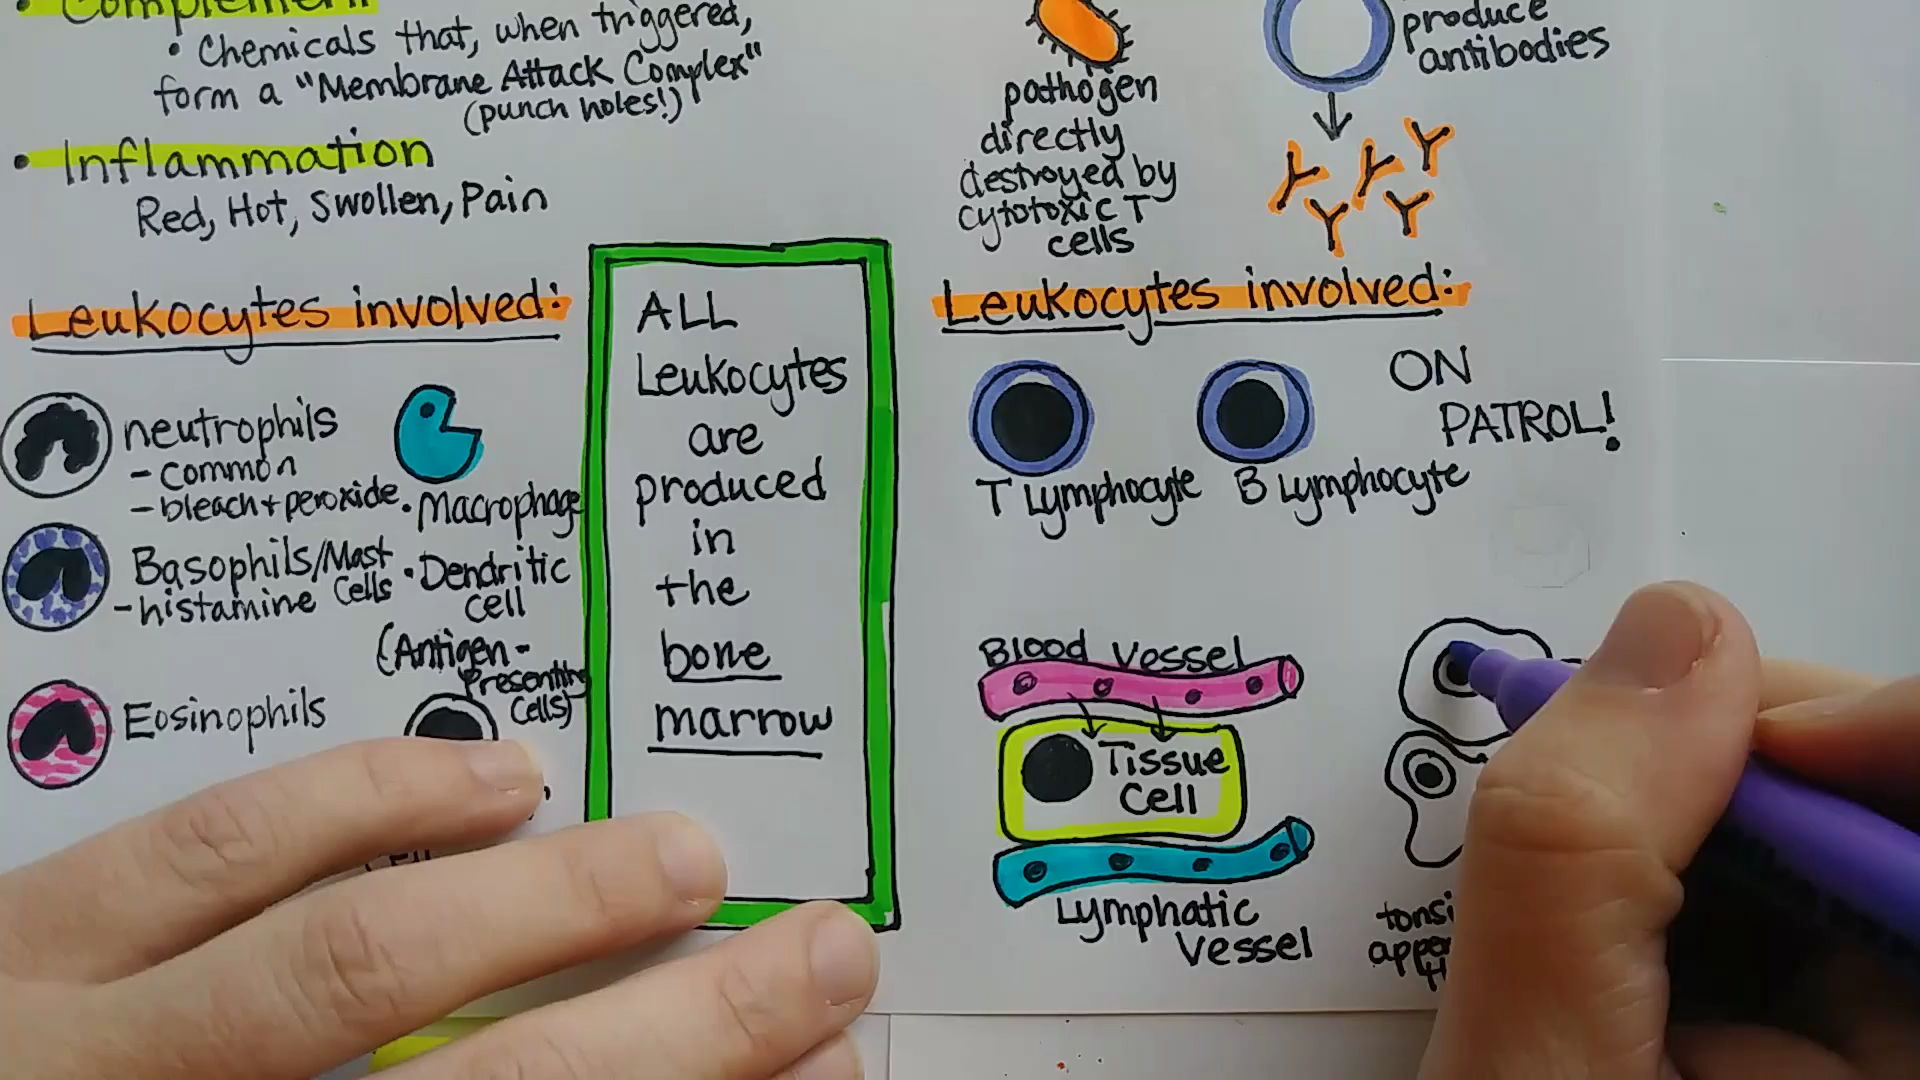 • Complement
• Chemicals that, when triggered,
form a "Membrane Attack Complex"
(punch holes!)
• Inflammation
Red, Hot, Swollen, Pain
Leukocytes involved:
neutrophils
- common
- bleach + peroxide
Basophils/Mast
Cells
- histamine
Eosinophils
• Macrophage
• Dendritic
cell
(Antigen-
Presenting
Cells)
ALL
Leukocytes
are
produced
in
the
bone
marrow
pathogen
directly
destroyed by
cytotoxic T
cells
produce
antibodies
Leukocytes involved:
ON
PATROL!
T Lymphocyte
B Lymphocyte
Blood Vessel
Tissue
Cell
Lymphatic
Vessel